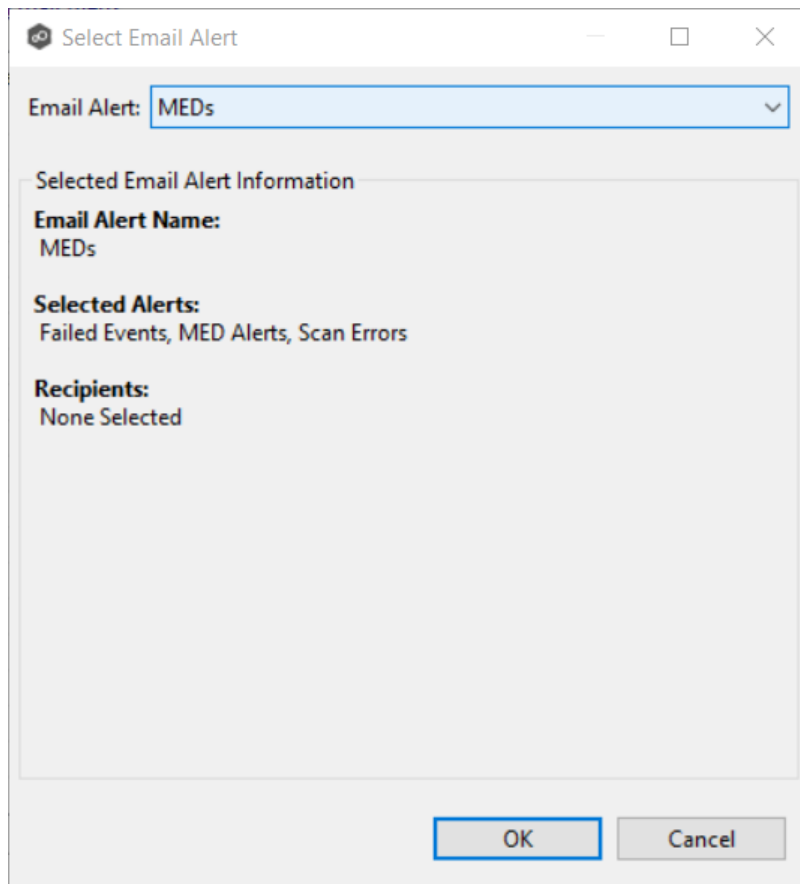 Select Email Alert
Email Alert: MEDs
Selected Email Alert Information
Email Alert Name:
MEDs
Selected Alerts:
Failed Events, MED Alerts, Scan Errors
Recipients:
None Selected
OK Cancel